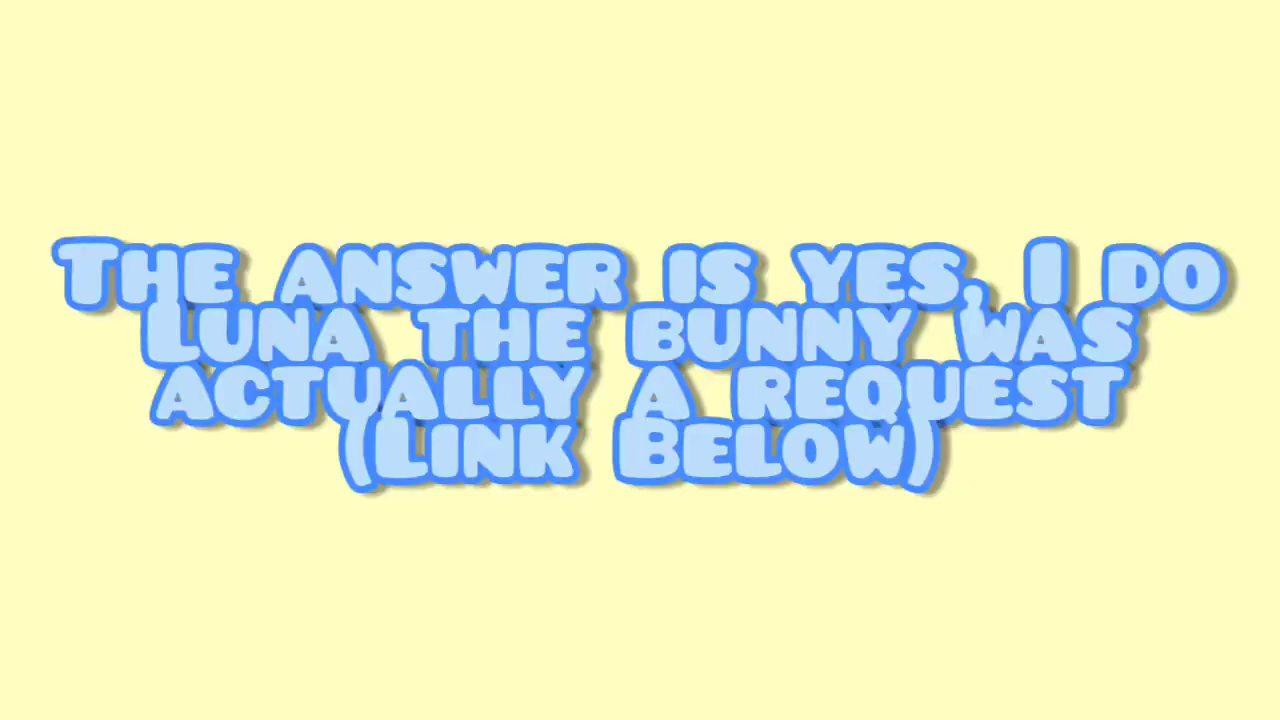 The answer is yes, I do
Luna the bunny was
actually a request
(Link Below)